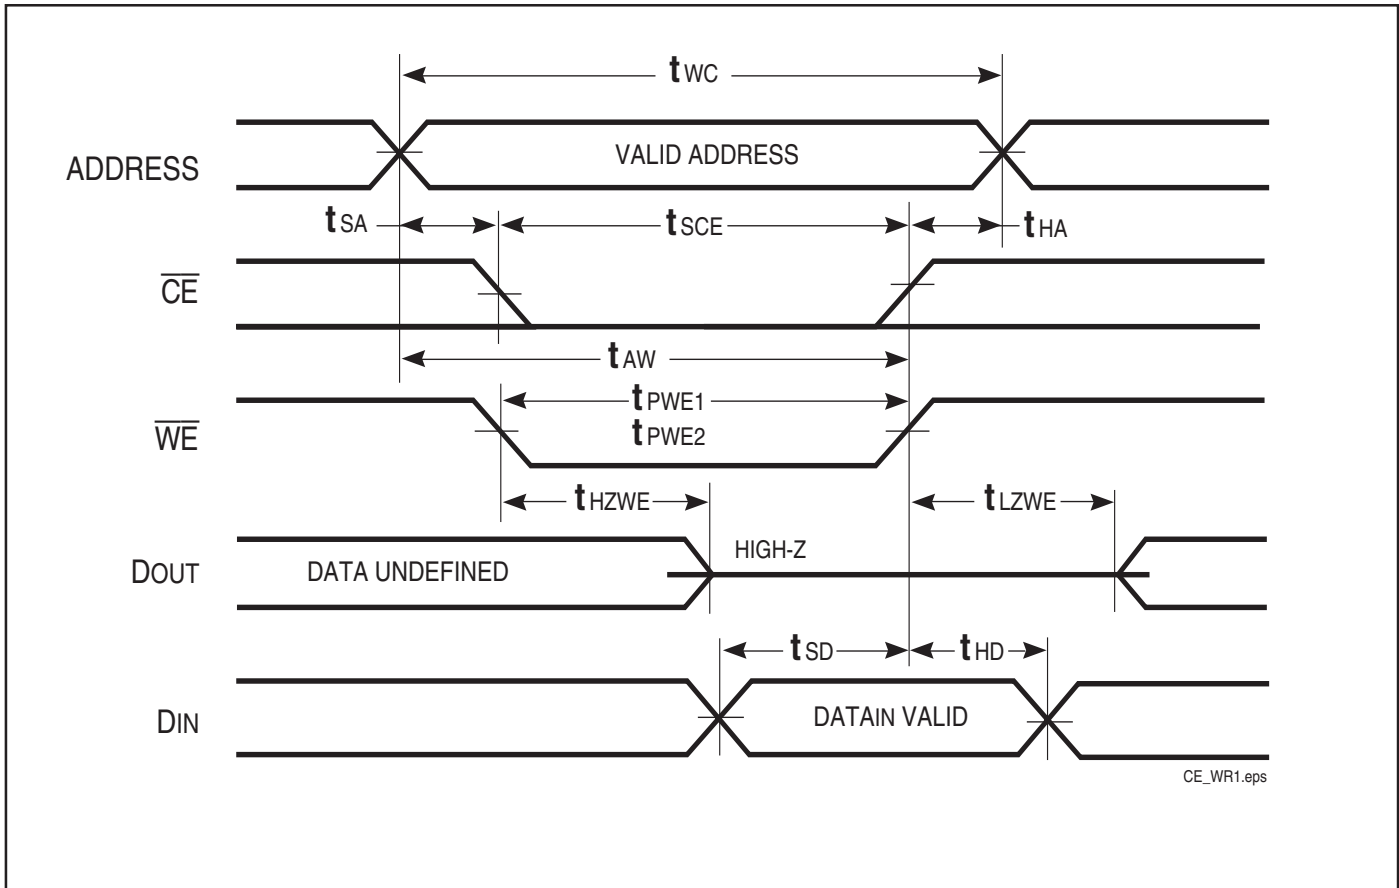 tWC
ADDRESS
VALID ADDRESS
tSA
tSCE
tHA
CE
tAW
tPWE1
WE
tPWE2
tHZWE
tLZWE
HIGH-Z
DOUT
DATA UNDEFINED
tSD
tHD
DIN
DATAIN VALID
CE_WR1.eps